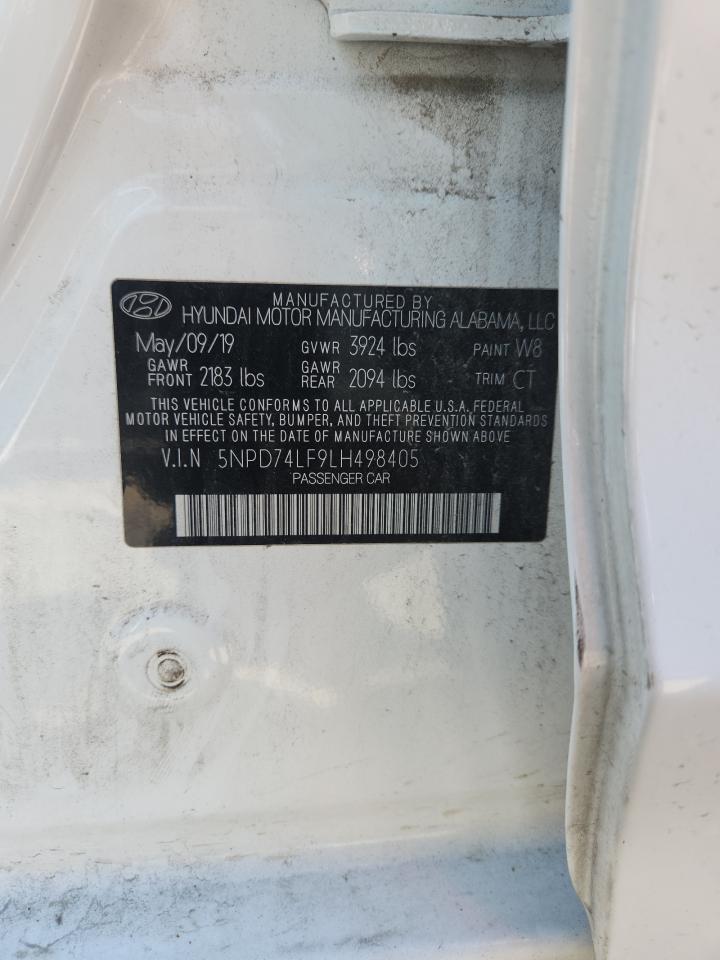 MANUFACTURED BY
HYUNDAI MOTOR MANUFACTURING ALABAMA, LLC
May/09/19 GVWR 3924 lbs PAINT W8
GAWR FRONT 2183 lbs GAWR REAR 2094 lbs TRIM CT
THIS VEHICLE CONFORMS TO ALL APPLICABLE U.S.A. FEDERAL
MOTOR VEHICLE SAFETY, BUMPER, AND THEFT PREVENTION STANDARDS
IN EFFECT ON THE DATE OF MANUFACTURE SHOWN ABOVE
V.I.N 5NPD74LF9LH498405
PASSENGER CAR